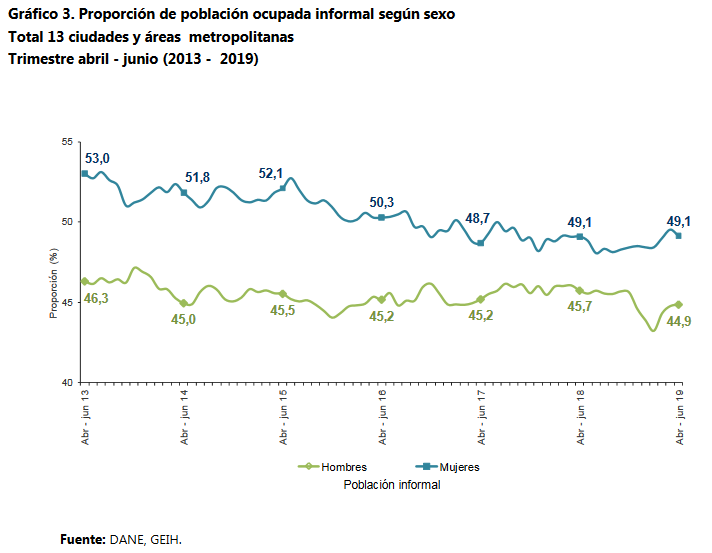 Gráfico 3. Proporción de población ocupada informal según sexo
Total 13 ciudades y áreas metropolitanas
Trimestre abril - junio (2013 - 2019)
55
53,0
51,8
52,1
50,3
48,7
49,1
49,1
50
Proporción (%)
45
46,3
45,0
45,5
45,2
45,2
45,7
44,9
40
Abr - jun 13
Abr - jun 14
Abr - jun 15
Abr - jun 16
Abr - jun 17
Abr - jun 18
Abr - jun 19
Hombres Mujeres
Población informal
Fuente: DANE, GEIH.